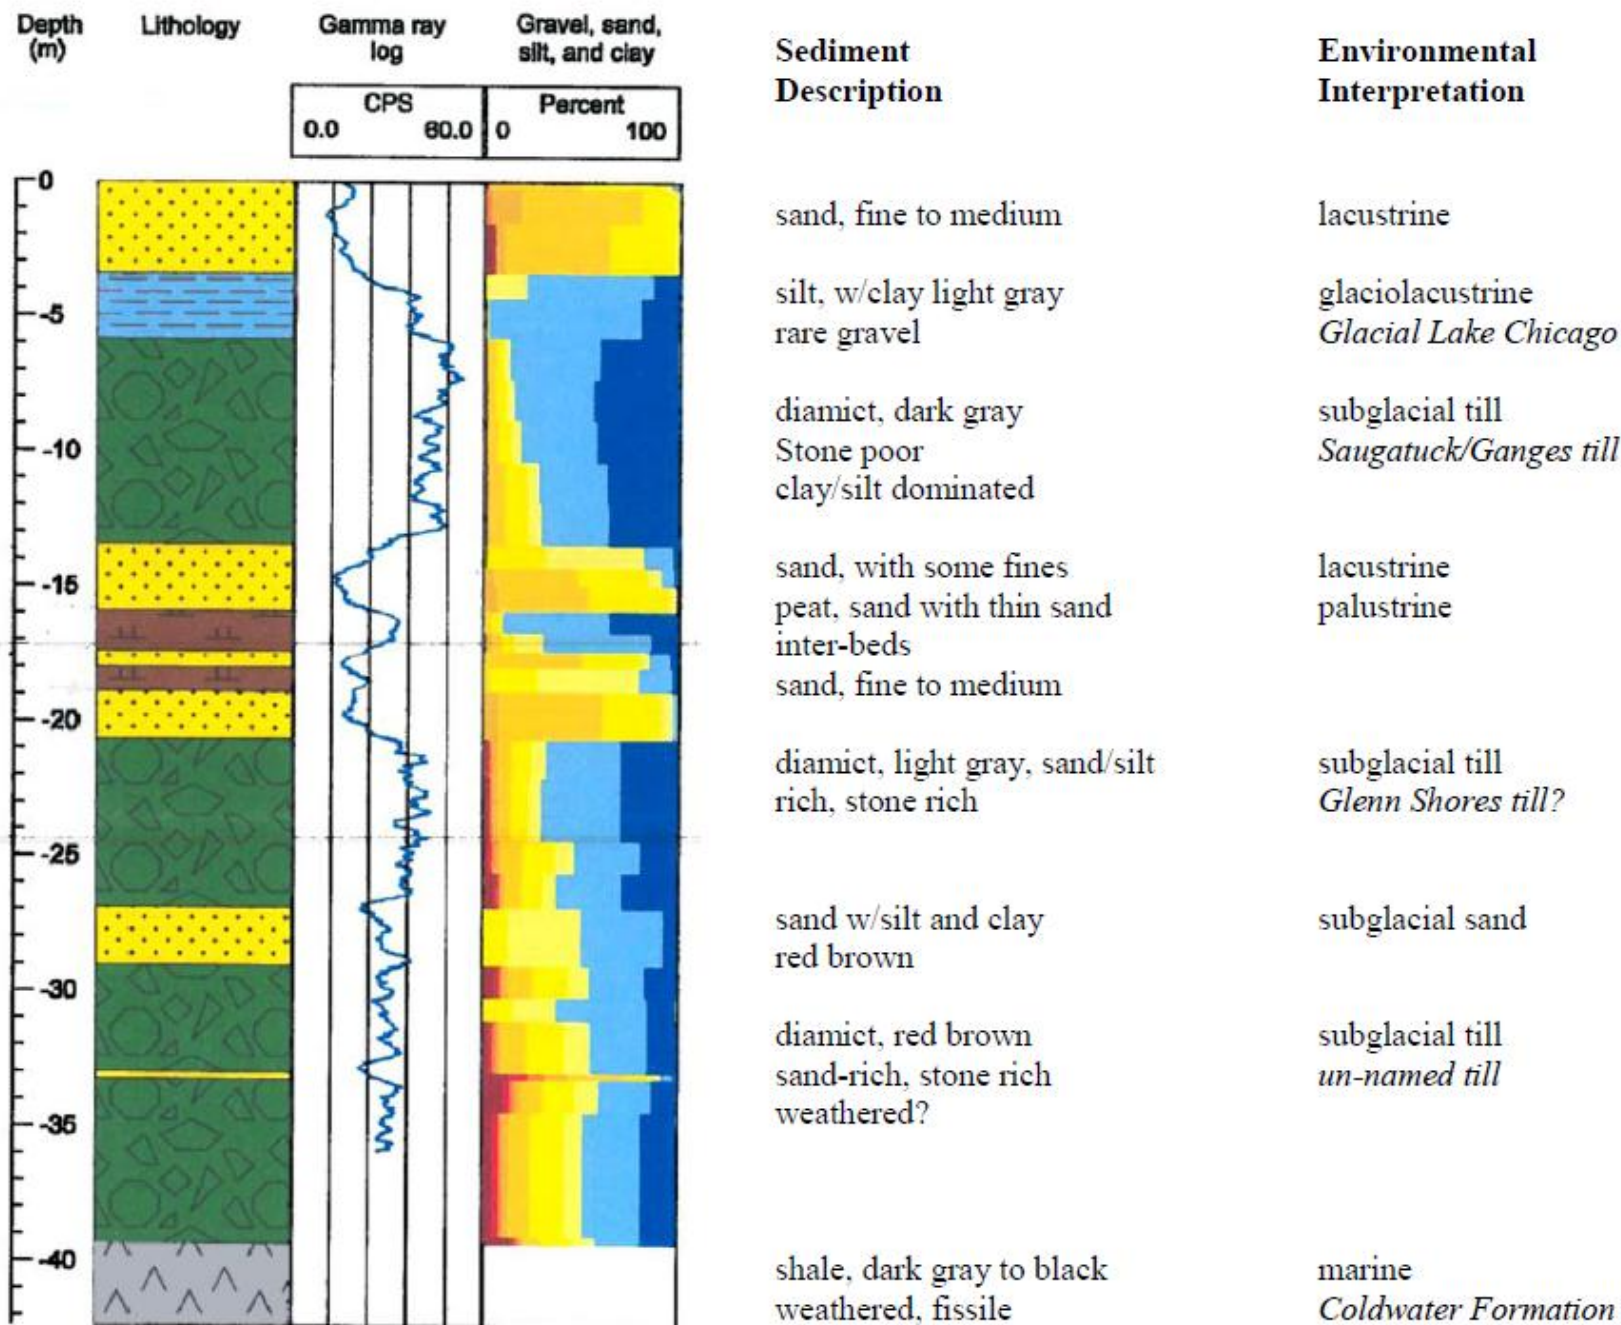 Depth
(m)
Lithology
Gamma ray
log
Gravel, sand,
silt, and clay
Sediment
Description
Environmental
Interpretation
CPS
0.0 60.0
Percent
0 100
0
sand, fine to medium
lacustrine
silt, w/clay light gray
rare gravel
glaciolacustrine
Glacial Lake Chicago
-5
diamict, dark gray
Stone poor
clay/silt dominated
subglacial till
Saugatuck/Ganges till
-10
sand, with some fines
peat, sand with thin sand
inter-beds
sand, fine to medium
lacustrine
palustrine
-15
-20
diamict, light gray, sand/silt
rich, stone rich
subglacial till
Glenn Shores till?
-25
sand w/silt and clay
red brown
subglacial sand
-30
diamict, red brown
sand-rich, stone rich
weathered?
subglacial till
un-named till
-35
-40
shale, dark gray to black
weathered, fissile
marine
Coldwater Formation